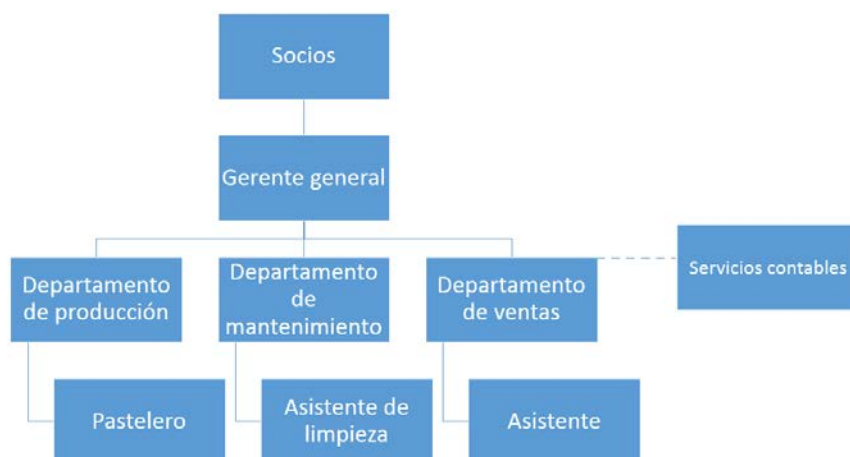 Socios
Gerente general
Departamento
de producción
Departamento
de
mantenimiento
Departamento
de ventas
Servicios contables
Pastelero
Asistente de
limpieza
Asistente